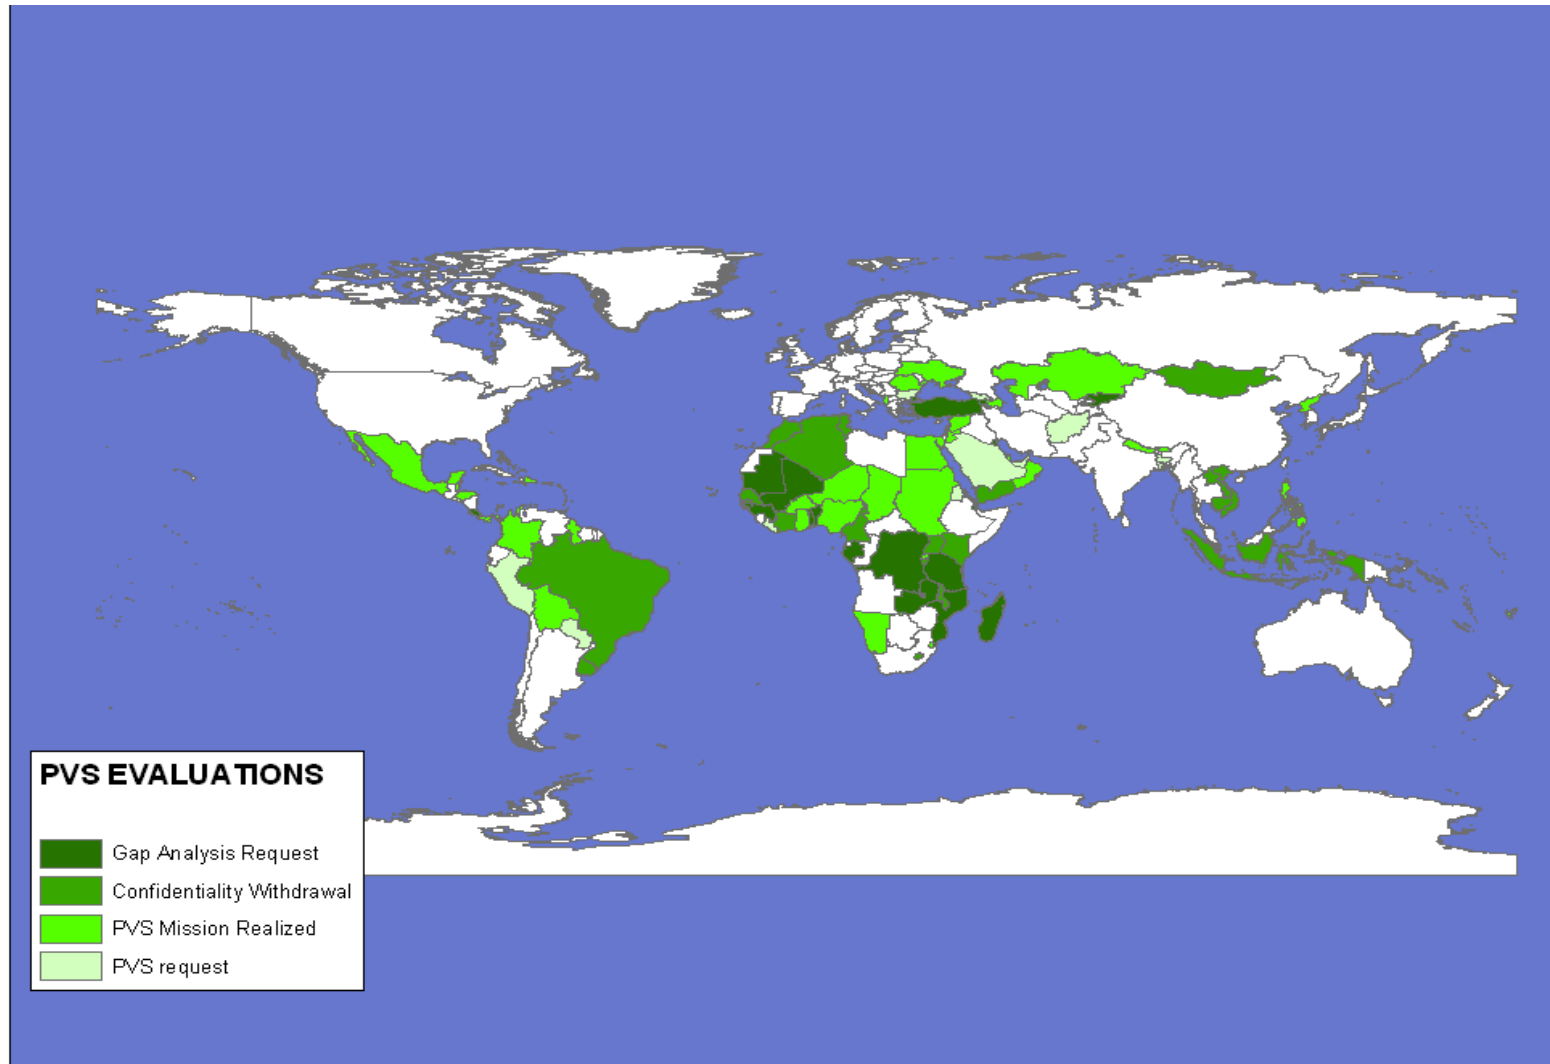 PVS EVALUATIONS
Gap Analysis Request
Confidentiality Withdrawal
PVS Mission Realized
PVS request